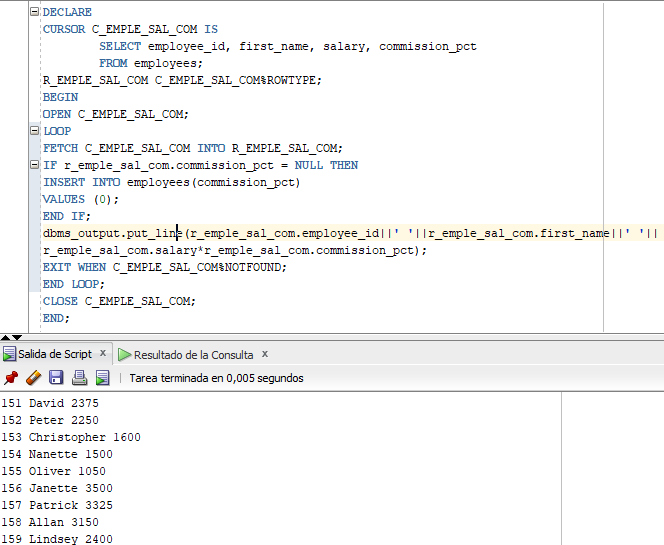 DECLARE
CURSOR C_EMPLE_SAL_COM IS
SELECT employee_id, first_name, salary, commission_pct
FROM employees;
R_EMPLE_SAL_COM C_EMPLE_SAL_COM%ROWTYPE;
BEGIN
OPEN C_EMPLE_SAL_COM;
LOOP
FETCH C_EMPLE_SAL_COM INTO R_EMPLE_SAL_COM;
IF r_emple_sal_com.commission_pct = NULL THEN
INSERT INTO employees(commission_pct)
VALUES (0);
END IF;
dbms_output.put_line(r_emple_sal_com.employee_id||' '||r_emple_sal_com.first_name||' '||
r_emple_sal_com.salary*r_emple_sal_com.commission_pct);
EXIT WHEN C_EMPLE_SAL_COM%NOTFOUND;
END LOOP;
CLOSE C_EMPLE_SAL_COM;
END;
Salida de Script x Resultado de la Consulta x
Tarea terminada en 0,005 segundos
151 David 2375
152 Peter 2250
153 Christopher 1600
154 Nanette 1500
155 Oliver 1050
156 Janette 3500
157 Patrick 3325
158 Allan 3150
159 Lindsey 2400